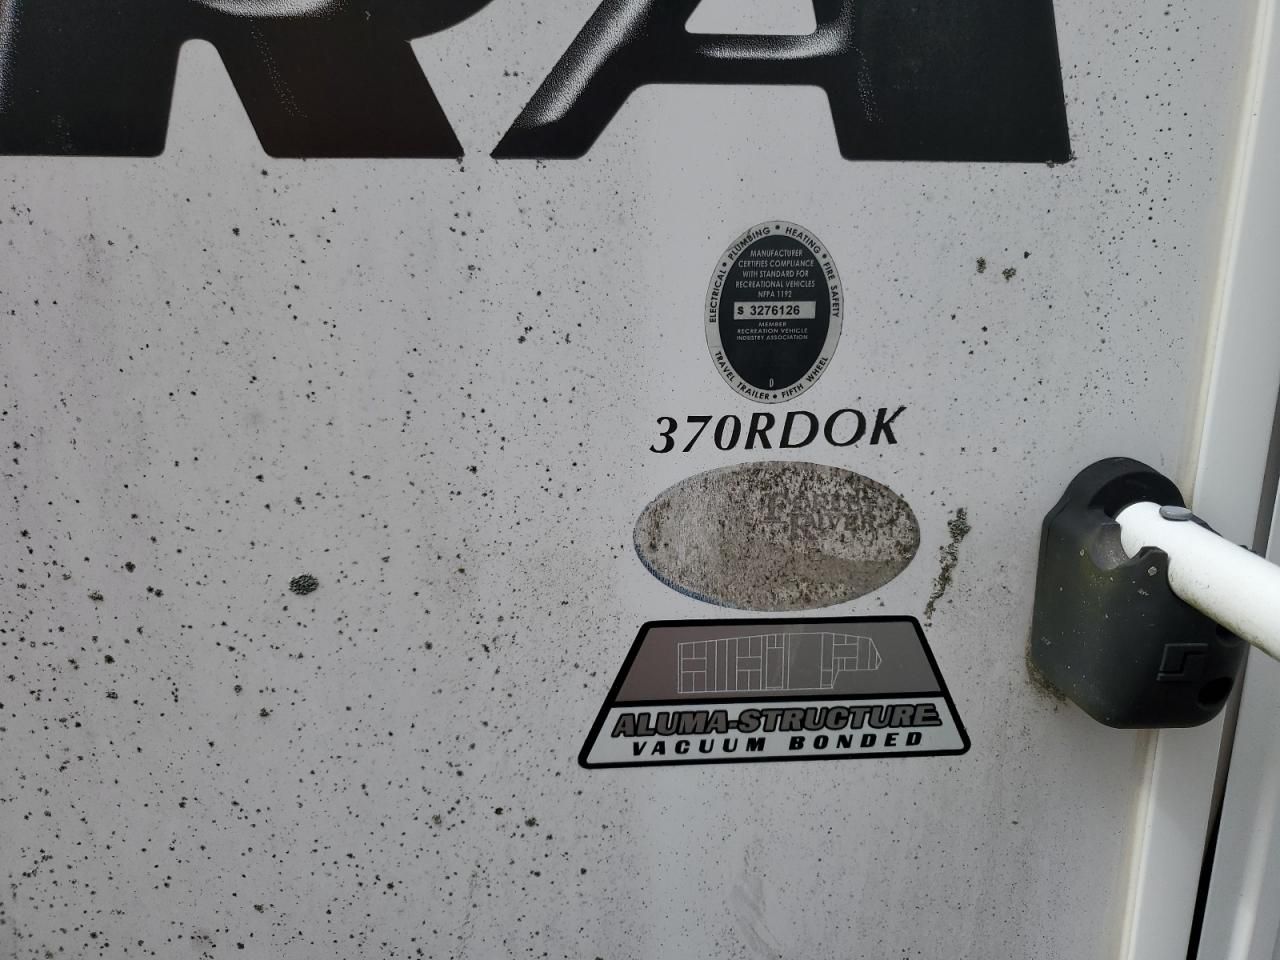 RA
ELECTRICAL • PLUMBING • HEATING • FIRE SAFETY
MANUFACTURER
CERTIFIES COMPLIANCE
WITH STANDARD FOR
RECREATIONAL VEHICLES
NFPA 1192
S 3276126
MEMBER
RECREATION VEHICLE
INDUSTRY ASSOCIATION
D
TRAVEL TRAILER • FIFTH WHEEL
370RDOK
RIVER
ALUMA-STRUCTURE
VACUUM BONDED